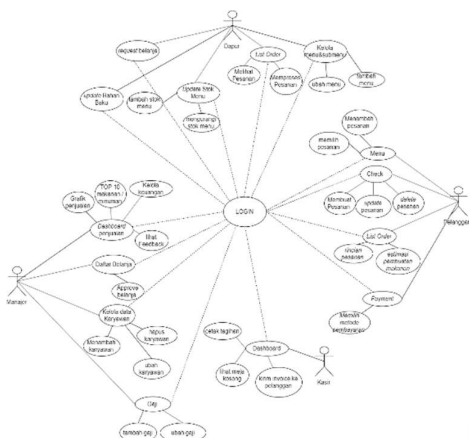 Dapur
request belanja
List Order
Kelola
menu&submenu
Update Bahan
Baku
Update Stok
Menu
Melihat
Pesanan
Memproses
Pesanan
ubah menu
tambah
menu
tambah stok
menu
mengurangi
stok menu
Menambah
pesanan
memilih
pesanan
Menu
Check
Membuat
Pesanan
update
pesanan
delete
pesanan
Pelanggan
List Order
rincian
pesanan
estimasi
pembuatan
makanan
Payment
Memilih
metode
pembayaran
TOP 10
makanan /
minuman
Kelola
keuangan
Grafik
penjualan
Dashboard
penjualan
lihat
Feedback
LOGIN
Manajer
Daftar Belanja
Approve
belanja
Kelola data
Karyawan
Menambah
karyawan
hapus
karyawan
ubah
karyawan
Gaji
tambah gaji
ubah gaji
cetak tagihan
Dashboard
lihat meja
kosong
kirim invoice ke
pelanggan
Kasir